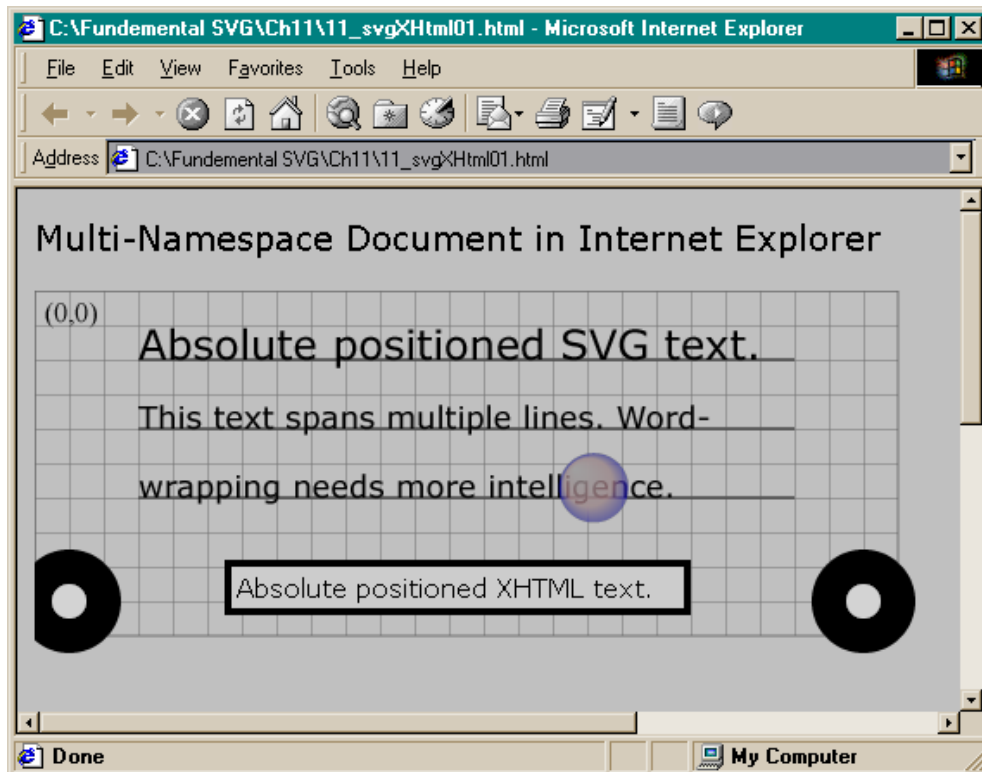 C:\Fundemental SVG\Ch11\11_svgXHtml01.html - Microsoft Internet Explorer
File Edit View Favorites Tools Help
Address C:\Fundemental SVG\Ch11\11_svgXHtml01.html
Multi-Namespace Document in Internet Explorer
(0,0)
Absolute positioned SVG text.
This text spans multiple lines. Word-
wrapping needs more intelligence.
Absolute positioned XHTML text.
Done My Computer